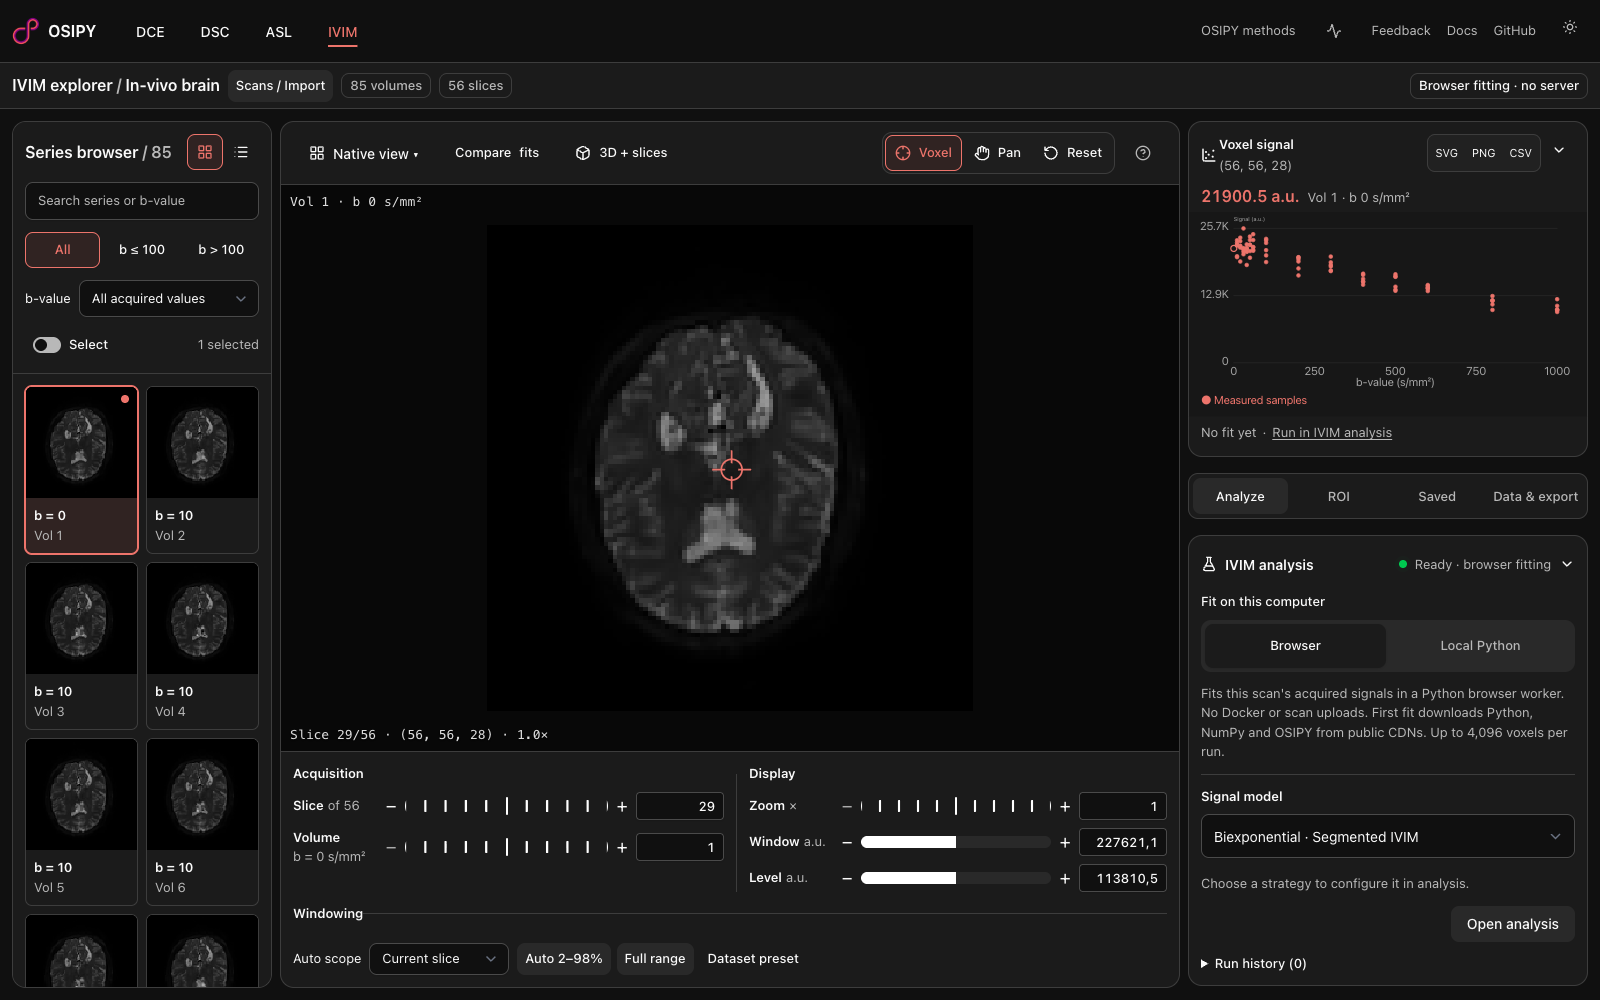 OSIPY
DCE
DSC
ASL
IVIM
OSIPY methods
Feedback
Docs
GitHub
IVIM explorer / In-vivo brain
Scans / Import
85 volumes
56 slices
Browser fitting · no server
Series browser / 85
Search series or b-value
All
b ≤ 100
b > 100
b-value
All acquired values
Select
1 selected
b = 0
Vol 1
b = 10
Vol 2
b = 10
Vol 3
b = 10
Vol 4
b = 10
Vol 5
b = 10
Vol 6
Native view ▾
Compare fits
3D + slices
Voxel
Pan
Reset
Vol 1 · b 0 s/mm²
Slice 29/56 · (56, 56, 28) · 1.0×
Acquisition
Slice of 56
− + 29
Volume
b = 0 s/mm²
− + 1
Display
Zoom ×
− + 1
Window a.u.
− + 227621,1
Level a.u.
− + 113810,5
Windowing
Auto scope
Current slice
Auto 2–98%
Full range
Dataset preset
Voxel signal
(56, 56, 28)
SVG
PNG
CSV
21900.5 a.u. Vol 1 · b 0 s/mm²
Signal (a.u.)
25.7K
12.9K
0
0 250 500 750 1000
b-value (s/mm²)
Measured samples
No fit yet · Run in IVIM analysis
Analyze
ROI
Saved
Data & export
IVIM analysis
Ready · browser fitting
Fit on this computer
Browser
Local Python
Fits this scan's acquired signals in a Python browser worker.
No Docker or scan uploads. First fit downloads Python,
NumPy and OSIPY from public CDNs. Up to 4,096 voxels per
run.
Signal model
Biexponential · Segmented IVIM
Choose a strategy to configure it in analysis.
Open analysis
Run history (0)